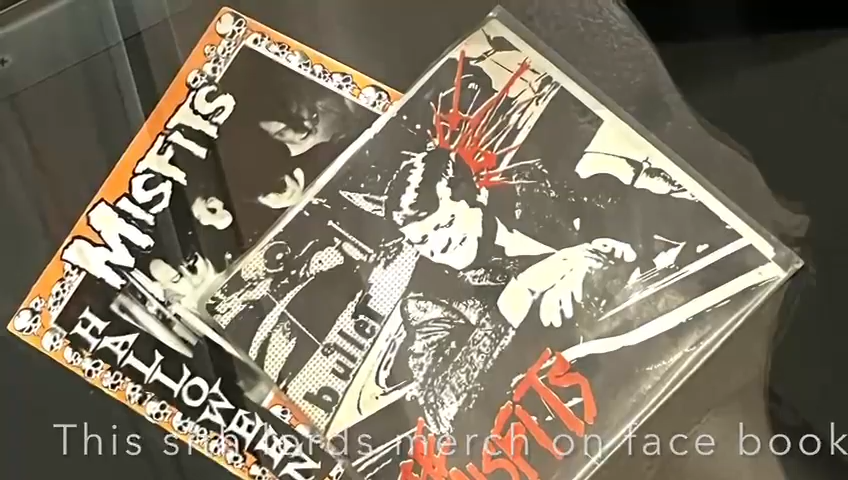 MISFITS
HALLOWEEN
bullet
MISFITS
This merch on face book